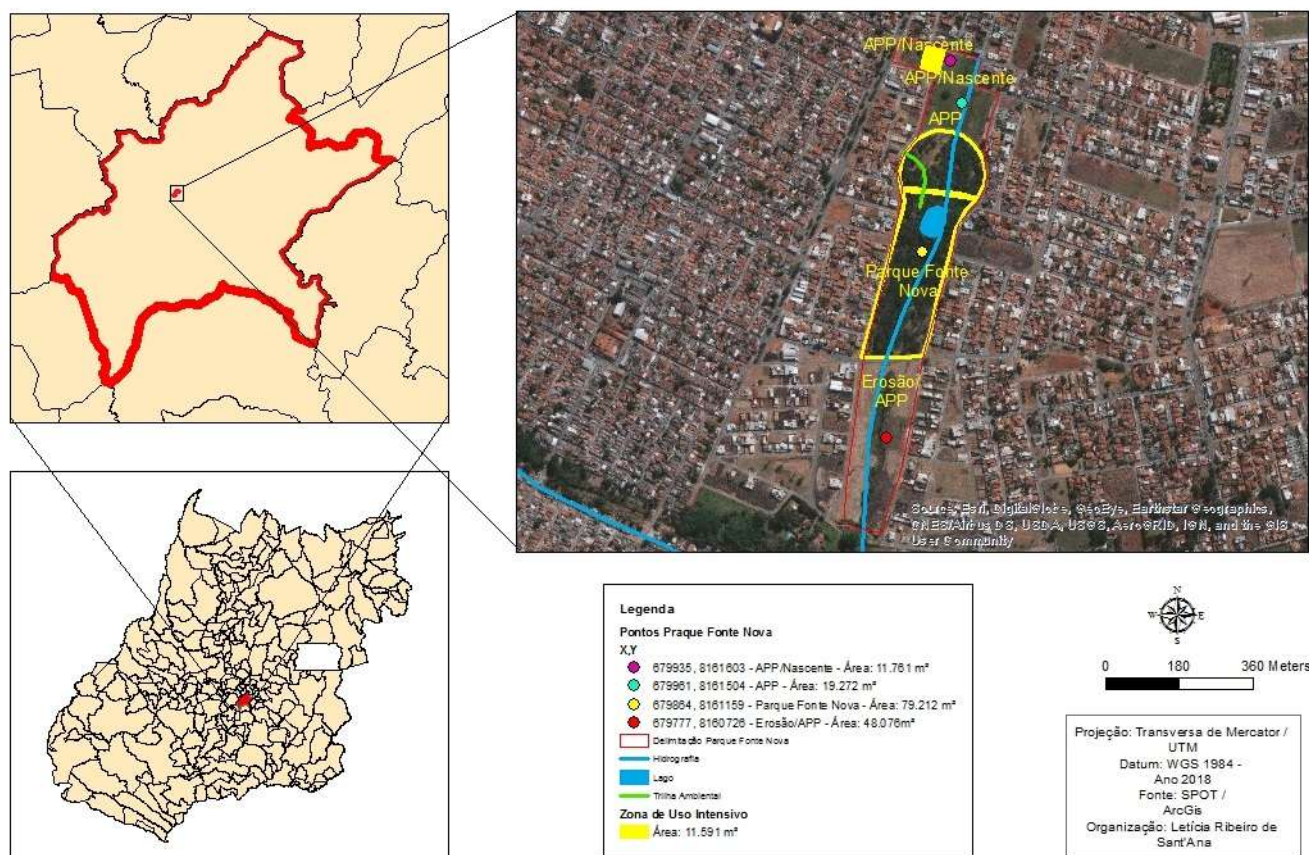 APP/Nascente
APP/Nascente
APP
Parque Fonte
Nova
Erosão/
APP
Source: Esri, DigitalGlobe, GeoEye, Earthstar Geographics,
CNES/Airbus DS, USDA, USGS, AeroGRID, IGN, and the GIS
User Community
Legenda
Pontos Praque Fonte Nova
X,Y
679935, 8161603 - APP/Nascente - Área: 11.761 m²
679961, 8161504 - APP - Área: 19.272 m²
679864, 8161159 - Parque Fonte Nova - Área: 79.212 m²
679777, 8160726 - Erosão/APP - Área: 48.076m²
Delimitação Parque Fonte Nova
Hidrografia
Lago
Trilha Ambiental
Zona de Uso Intensivo
Área: 11.591 m²
N
W E
S
0 180 360 Meters
Projeção: Transversa de Mercator /
UTM
Datum: WGS 1984 -
Ano 2018
Fonte: SPOT /
ArcGis
Organização: Letícia Ribeiro de
Sant'Ana